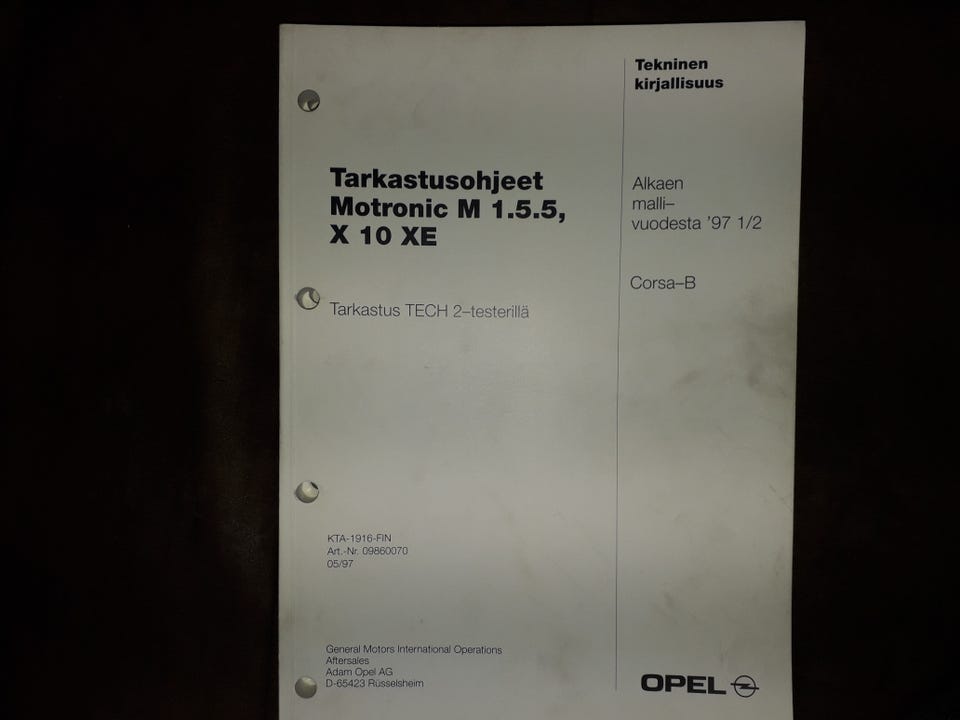 Tekninen
kirjallisuus
Tarkastusohjeet
Motronic M 1.5.5,
X 10 XE
Alkaen
malli–
vuodesta '97 1/2
Corsa–B
Tarkastus TECH 2–testerillä
KTA-1916-FIN
Art.-Nr. 09860070
05/97
General Motors International Operations
Aftersales
Adam Opel AG
D-65423 Rüsselsheim
OPEL